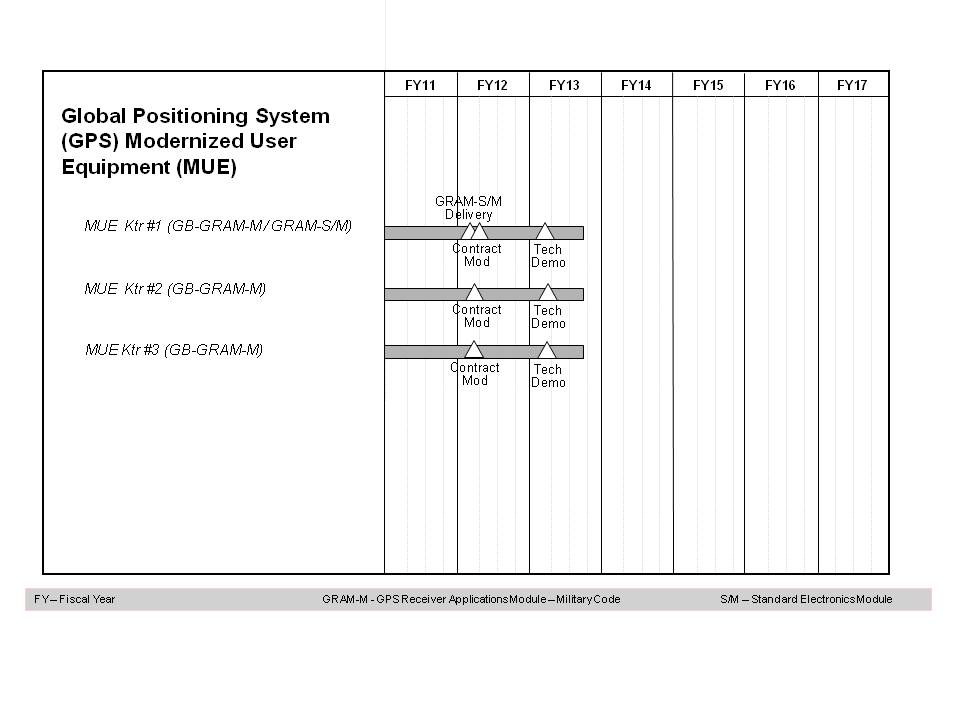 FY11 FY12 FY13 FY14 FY15 FY16 FY17
Global Positioning System
(GPS) Modernized User
Equipment (MUE)
GRAM-S/M
Delivery
MUE Ktr #1 (GB-GRAM-M / GRAM-S/M)
Contract
Mod
Tech
Demo
MUE Ktr #2 (GB-GRAM-M)
Contract
Mod
Tech
Demo
MUE Ktr #3 (GB-GRAM-M)
Contract
Mod
Tech
Demo
FY – Fiscal Year GRAM-M - GPS Receiver Applications Module – Military Code S/M – Standard Electronics Module